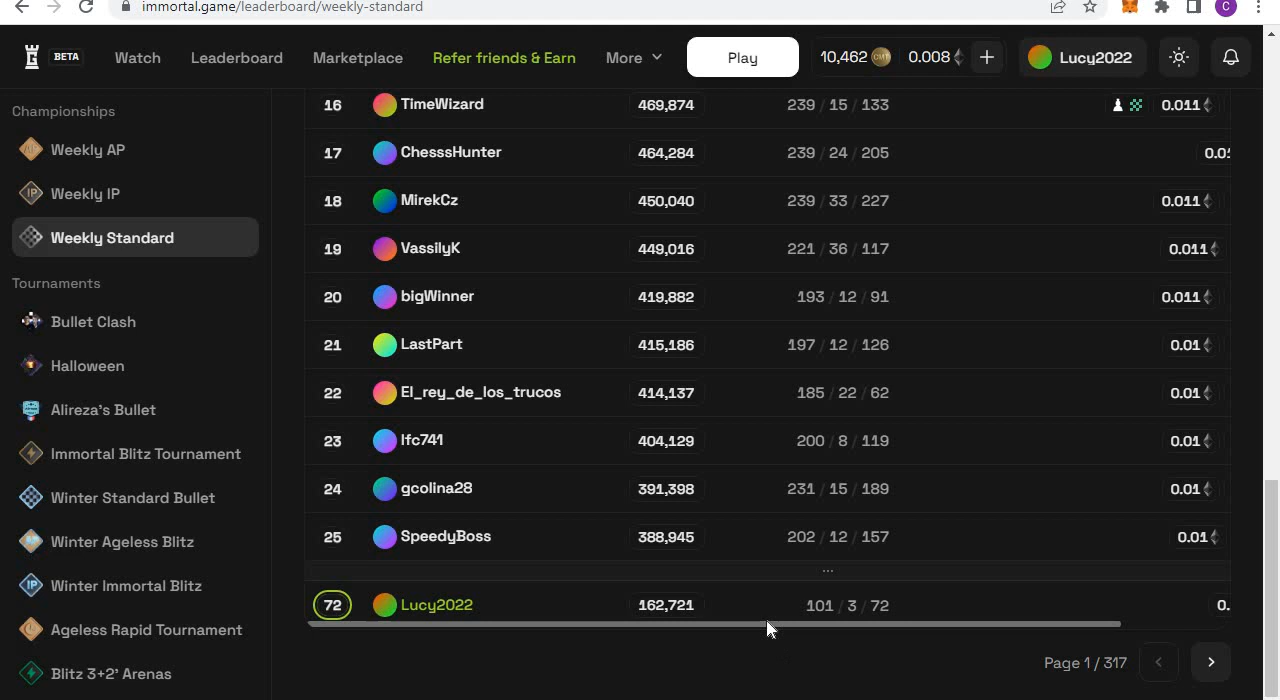 immortal.game/leaderboard/weekly-standard
C
BETA Watch Leaderboard Marketplace Refer friends & Earn More Play 10,462 0.008 + Lucy2022
Championships
Weekly AP
Weekly IP
Weekly Standard
Tournaments
Bullet Clash
Halloween
Alireza's Bullet
Immortal Blitz Tournament
Winter Standard Bullet
Winter Ageless Blitz
Winter Immortal Blitz
Ageless Rapid Tournament
Blitz 3+2' Arenas
16 TimeWizard 469,874 239 / 15 / 133 0.011
17 ChesssHunter 464,284 239 / 24 / 205
18 MirekCz 450,040 239 / 33 / 227 0.011
19 VassilyK 449,016 221 / 36 / 117 0.011
20 bigWinner 419,882 193 / 12 / 91 0.011
21 LastPart 415,186 197 / 12 / 126 0.01
22 El_rey_de_los_trucos 414,137 185 / 22 / 62 0.01
23 lfc741 404,129 200 / 8 / 119 0.01
24 gcolina28 391,398 231 / 15 / 189 0.01
25 SpeedyBoss 388,945 202 / 12 / 157 0.01
...
72 Lucy2022 162,721 101 / 3 / 72 0.
Page 1 / 317